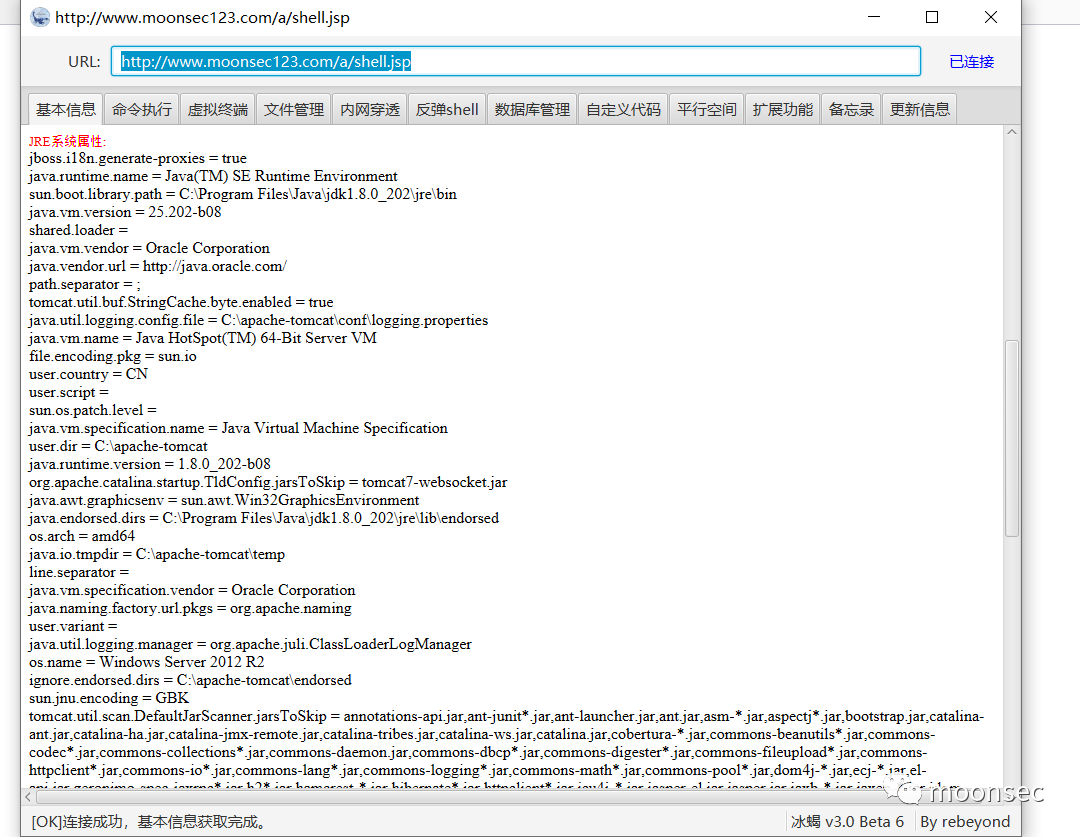 http://www.moonsec123.com/a/shell.jsp
URL: http://www.moonsec123.com/a/shell.jsp 已连接
基本信息 命令执行 虚拟终端 文件管理 内网穿透 反弹shell 数据库管理 自定义代码 平行空间 扩展功能 备忘录 更新信息
JRE系统属性:
jboss.i18n.generate-proxies = true
java.runtime.name = Java(TM) SE Runtime Environment
sun.boot.library.path = C:\Program Files\Java\jdk1.8.0_202\jre\bin
java.vm.version = 25.202-b08
shared.loader =
java.vm.vendor = Oracle Corporation
java.vendor.url = http://java.oracle.com/
path.separator = ;
tomcat.util.buf.StringCache.byte.enabled = true
java.util.logging.config.file = C:\apache-tomcat\conf\logging.properties
java.vm.name = Java HotSpot(TM) 64-Bit Server VM
file.encoding.pkg = sun.io
user.country = CN
user.script =
sun.os.patch.level =
java.vm.specification.name = Java Virtual Machine Specification
user.dir = C:\apache-tomcat
java.runtime.version = 1.8.0_202-b08
org.apache.catalina.startup.TldConfig.jarsToSkip = tomcat7-websocket.jar
java.awt.graphicsenv = sun.awt.Win32GraphicsEnvironment
java.endorsed.dirs = C:\Program Files\Java\jdk1.8.0_202\jre\lib\endorsed
os.arch = amd64
java.io.tmpdir = C:\apache-tomcat\temp
line.separator =
java.vm.specification.vendor = Oracle Corporation
java.naming.factory.url.pkgs = org.apache.naming
user.variant =
java.util.logging.manager = org.apache.juli.ClassLoaderLogManager
os.name = Windows Server 2012 R2
ignore.endorsed.dirs = C:\apache-tomcat\endorsed
sun.jnu.encoding = GBK
tomcat.util.scan.DefaultJarScanner.jarsToSkip = annotations-api.jar,ant-junit*.jar,ant-launcher.jar,ant.jar,asm-*.jar,aspectj*.jar,bootstrap.jar,catalina-
ant.jar,catalina-ha.jar,catalina-jmx-remote.jar,catalina-tribes.jar,catalina-ws.jar,catalina.jar,cobertura-*.jar,commons-beanutils*.jar,commons-
codec*.jar,commons-collections*.jar,commons-daemon.jar,commons-dbcp*.jar,commons-digester*.jar,commons-fileupload*.jar,commons-
httpclient*.jar,commons-io*.jar,commons-lang*.jar,commons-logging*.jar,commons-math*.jar,commons-pool*.jar,dom4j-*.jar,ecj-*.jar,el-
moonsec
[OK]连接成功，基本信息获取完成。 冰蝎 v3.0 Beta 6 By rebeyond